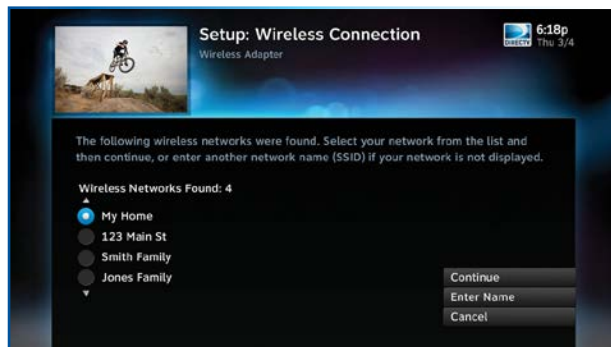 Setup: Wireless Connection
Wireless Adapter
DIRECTV
6:18p
Thu 3/4
The following wireless networks were found. Select your network from the list and
then continue, or enter another network name (SSID) if your network is not displayed.
Wireless Networks Found: 4
My Home
123 Main St
Smith Family
Jones Family
Continue
Enter Name
Cancel